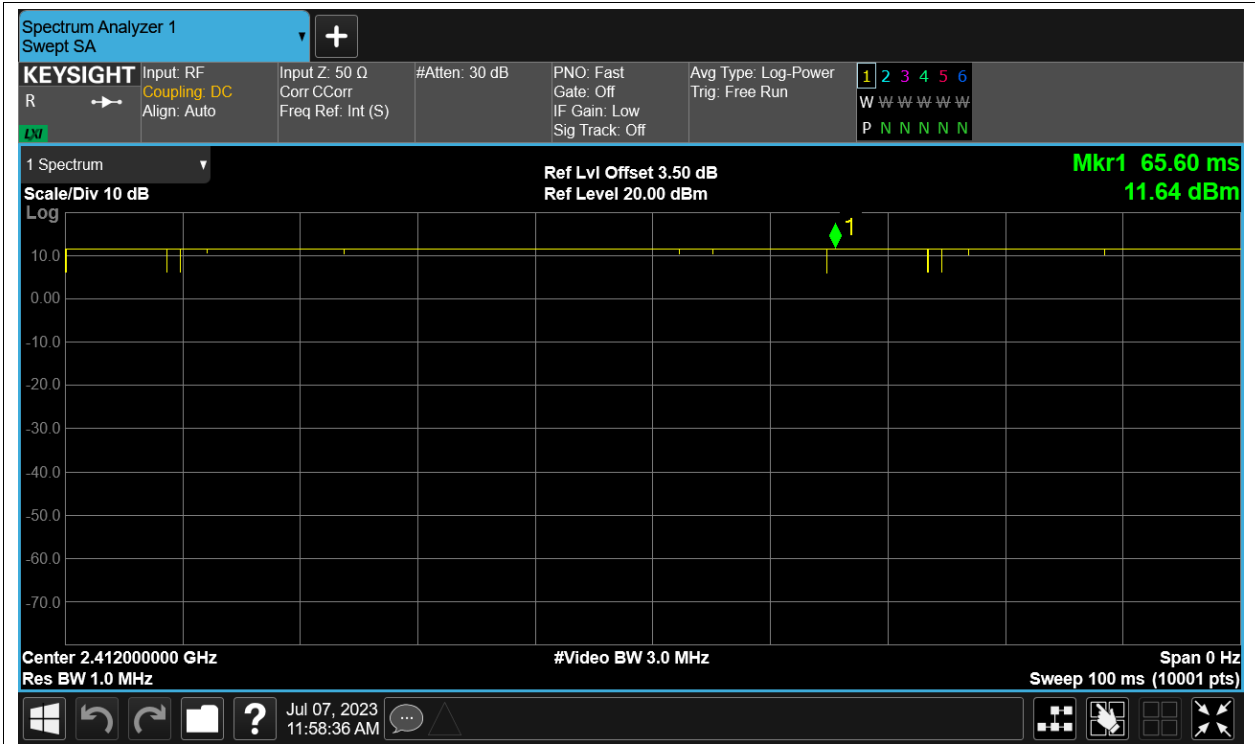 Spectrum Analyzer 1
Swept SA
KEYSIGHT
R
LXI
Input: RF
Coupling: DC
Align: Auto
Input Z: 50 Ω
Corr CCorr
Freq Ref: Int (S)
#Atten: 30 dB
PNO: Fast
Gate: Off
IF Gain: Low
Sig Track: Off
Avg Type: Log-Power
Trig: Free Run
1 2 3 4 5 6
W W W W W W
P N N N N N
1 Spectrum
Scale/Div 10 dB
Log
Ref Lvl Offset 3.50 dB
Ref Level 20.00 dBm
Mkr1 65.60 ms
11.64 dBm
1
10.0
0.00
-10.0
-20.0
-30.0
-40.0
-50.0
-60.0
-70.0
Center 2.412000000 GHz
Res BW 1.0 MHz
#Video BW 3.0 MHz
Span 0 Hz
Sweep 100 ms (10001 pts)
?
Jul 07, 2023
11:58:36 AM